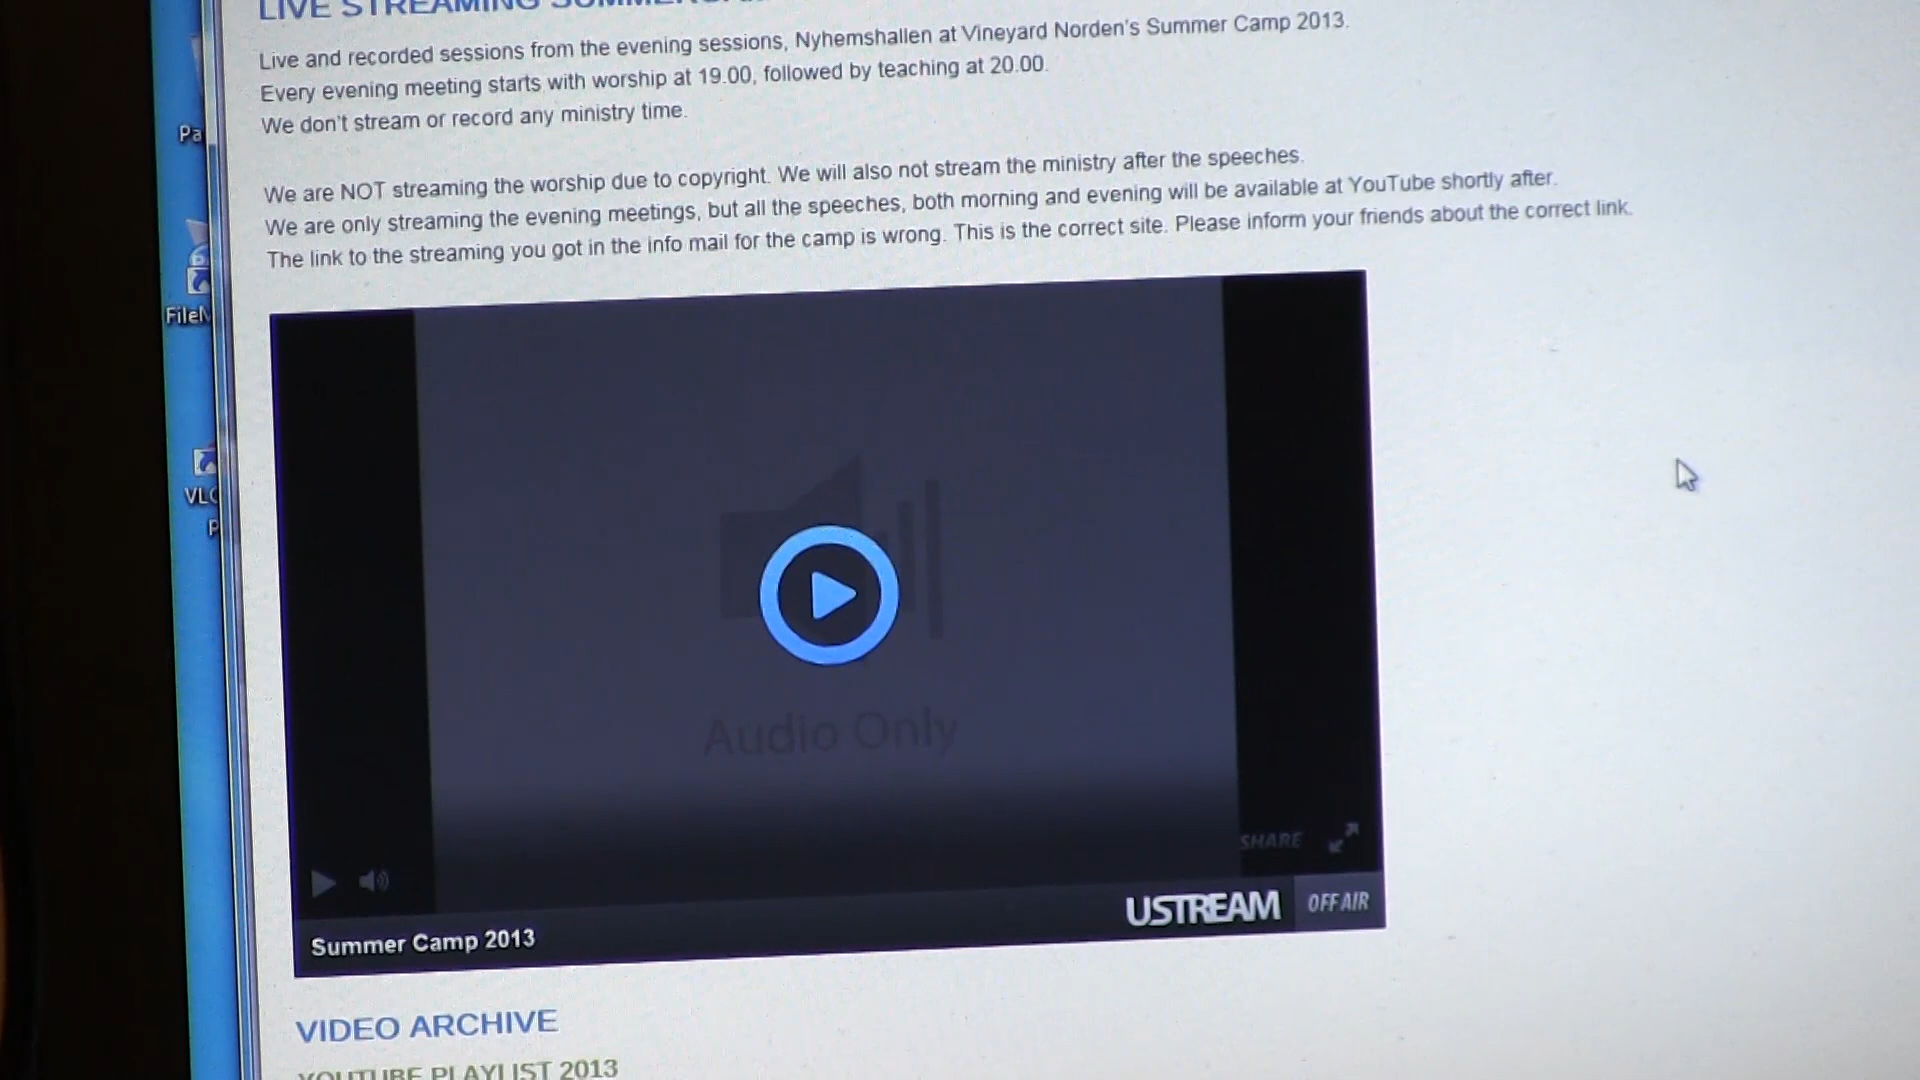 LIVE STREAMING
Live and recorded sessions from the evening sessions, Nyhemshallen at Vineyard Norden's Summer Camp 2013.
Every evening meeting starts with worship at 19.00, followed by teaching at 20.00.
We don't stream or record any ministry time.
We are NOT streaming the worship due to copyright. We will also not stream the ministry after the speeches.
We are only streaming the evening meetings, but all the speeches, both morning and evening will be available at YouTube shortly after.
The link to the streaming you got in the info mail for the camp is wrong. This is the correct site. Please inform your friends about the correct link.
Pa
FileM
VLC
P
Audio Only
SHARE
USTREAM OFF AIR
Summer Camp 2013
VIDEO ARCHIVE
YOUTUBE PLAYLIST 2013